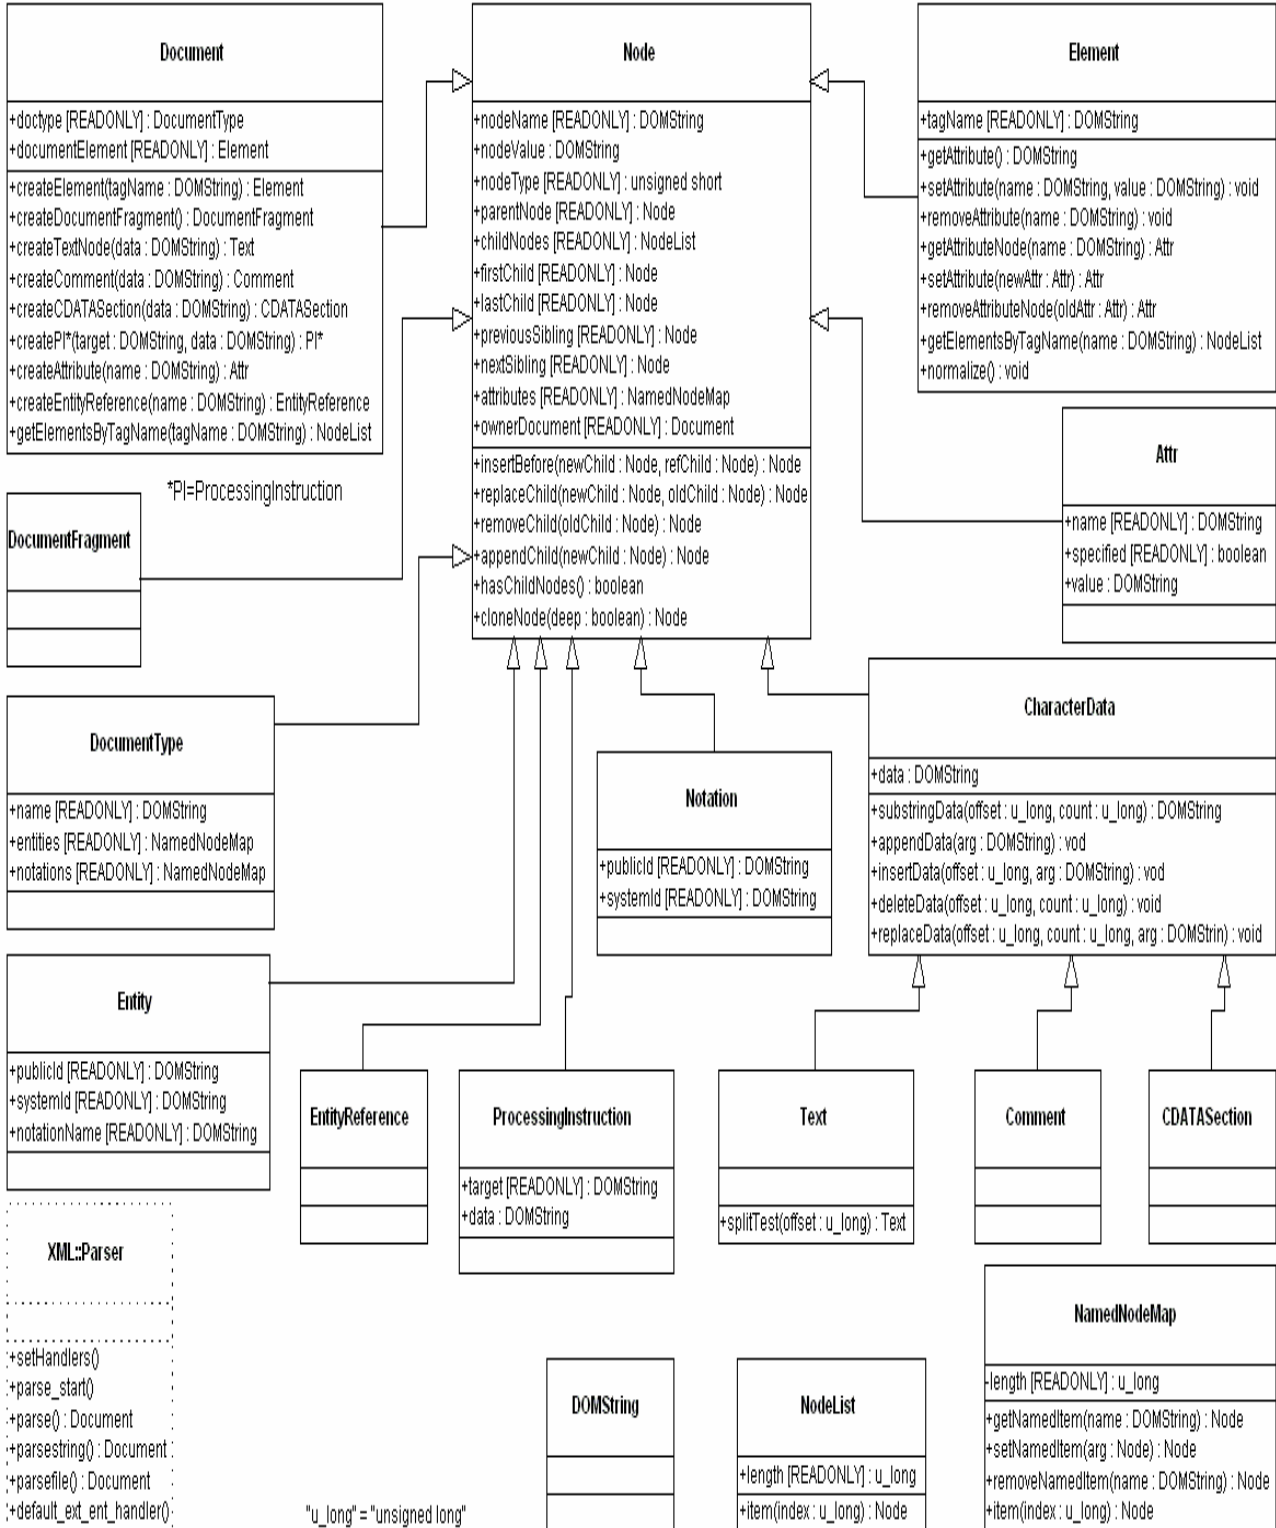 Document
+doctype [READONLY] : DocumentType
+documentElement [READONLY] : Element
+createElement(tagName : DOMString) : Element
+createDocumentFragment() : DocumentFragment
+createTextNode(data : DOMString) : Text
+createComment(data : DOMString) : Comment
+createCDATASection(data : DOMString) : CDATASection
+createPI*(target : DOMString, data : DOMString) : PI*
+createAttribute(name : DOMString) : Attr
+createEntityReference(name : DOMString) : EntityReference
+getElementsByTagName(tagName : DOMString) : NodeList
Node
+nodeName [READONLY] : DOMString
+nodeValue : DOMString
+nodeType [READONLY] : unsigned short
+parentNode [READONLY] : Node
+childNodes [READONLY] : NodeList
+firstChild [READONLY] : Node
+lastChild [READONLY] : Node
+previousSibling [READONLY] : Node
+nextSibling [READONLY] : Node
+attributes [READONLY] : NamedNodeMap
+ownerDocument [READONLY] : Document
+insertBefore(newChild : Node, refChild : Node) : Node
+replaceChild(newChild : Node, oldChild : Node) : Node
+removeChild(oldChild : Node) : Node
+appendChild(newChild : Node) : Node
+hasChildNodes() : boolean
+cloneNode(deep : boolean) : Node
Element
+tagName [READONLY] : DOMString
+getAttribute() : DOMString
+setAttribute(name : DOMString, value : DOMString) : void
+removeAttribute(name : DOMString) : void
+getAttributeNode(name : DOMString) : Attr
+setAttribute(newAttr : Attr) : Attr
+removeAttributeNode(oldAttr : Attr) : Attr
+getElementsByTagName(name : DOMString) : NodeList
+normalize() : void
*PI=ProcessingInstruction
DocumentFragment
Attr
+name [READONLY] : DOMString
+specified [READONLY] : boolean
+value : DOMString
DocumentType
+name [READONLY] : DOMString
+entities [READONLY] : NamedNodeMap
+notations [READONLY] : NamedNodeMap
Notation
+publicId [READONLY] : DOMString
+systemId [READONLY] : DOMString
CharacterData
+data : DOMString
+substringData(offset : u_long, count : u_long) : DOMString
+appendData(arg : DOMString) : vod
+insertData(offset : u_long, arg : DOMString) : vod
+deleteData(offset : u_long, count : u_long) : void
+replaceData(offset : u_long, count : u_long, arg : DOMStrin) : void
Entity
+publicId [READONLY] : DOMString
+systemId [READONLY] : DOMString
+notationName [READONLY] : DOMString
EntityReference
ProcessingInstruction
+target [READONLY] : DOMString
+data : DOMString
Text
+splitTest(offset : u_long) : Text
Comment
CDATASection
XML::Parser
+setHandlers()
+parse_start()
+parse() : Document
+parsestring() : Document
+parsefile() : Document
+default_ext_ent_handler()
"u_long" = "unsigned long"
DOMString
NodeList
+length [READONLY] : u_long
+item(index : u_long) : Node
NamedNodeMap
-length [READONLY] : u_long
+getNamedItem(name : DOMString) : Node
+setNamedItem(arg : Node) : Node
+removeNamedItem(name : DOMString) : Node
+item(index : u_long) : Node